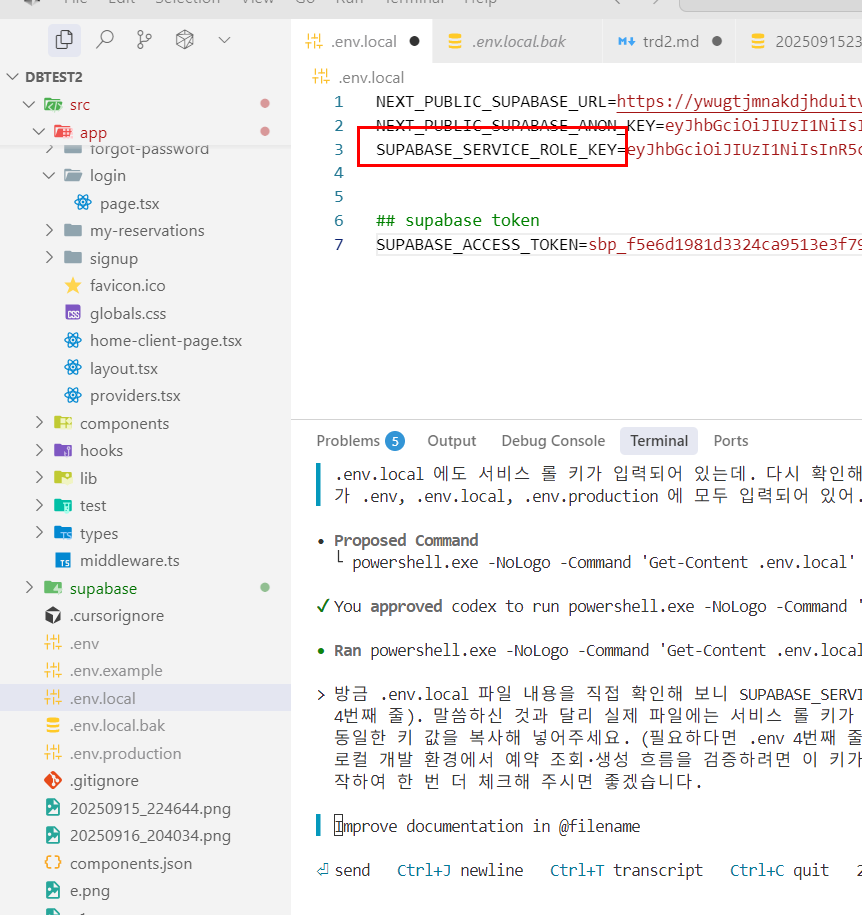 File Edit Selection View Go Run Terminal Help
DBTEST2
src
app
forgot-password
login
page.tsx
my-reservations
signup
favicon.ico
globals.css
home-client-page.tsx
layout.tsx
providers.tsx
components
hooks
lib
test
types
middleware.ts
supabase
.cursorignore
.env
.env.example
.env.local
.env.local.bak
.env.production
.gitignore
20250915_224644.png
20250916_204034.png
components.json
e.png
.env.local
.env.local.bak
trd2.md
2025091523
.env.local
1 NEXT_PUBLIC_SUPABASE_URL=https://ywugtjmnakdjhduitv
2 NEXT_PUBLIC_SUPABASE_ANON_KEY=eyJhbGciOiJIUzI1NiIsI
3 SUPABASE_SERVICE_ROLE_KEY=eyJhbGciOiJIUzI1NiIsInR5c
4
5
6 ## supabase token
7 SUPABASE_ACCESS_TOKEN=sbp_f5e6d1981d3324ca9513e3f79
Problems 5 Output Debug Console Terminal Ports
.env.local 에도 서비스 롤 키가 입력되어 있는데. 다시 확인해
가 .env, .env.local, .env.production 에 모두 입력되어 있어.
• Proposed Command
└ powershell.exe -NoLogo -Command 'Get-Content .env.local'
✓You approved codex to run powershell.exe -NoLogo -Command '
• Ran powershell.exe -NoLogo -Command 'Get-Content .env.local
> 방금 .env.local 파일 내용을 직접 확인해 보니 SUPABASE_SERVI
4번째 줄). 말씀하신 것과 달리 실제 파일에는 서비스 롤 키가
동일한 키 값을 복사해 넣어주세요. (필요하다면 .env 4번째 줄
로컬 개발 환경에서 예약 조회·생성 흐름을 검증하려면 이 키가
작하여 한 번 더 체크해 주시면 좋겠습니다.
Improve documentation in @filename
⏎ send Ctrl+J newline Ctrl+T transcript Ctrl+C quit 2